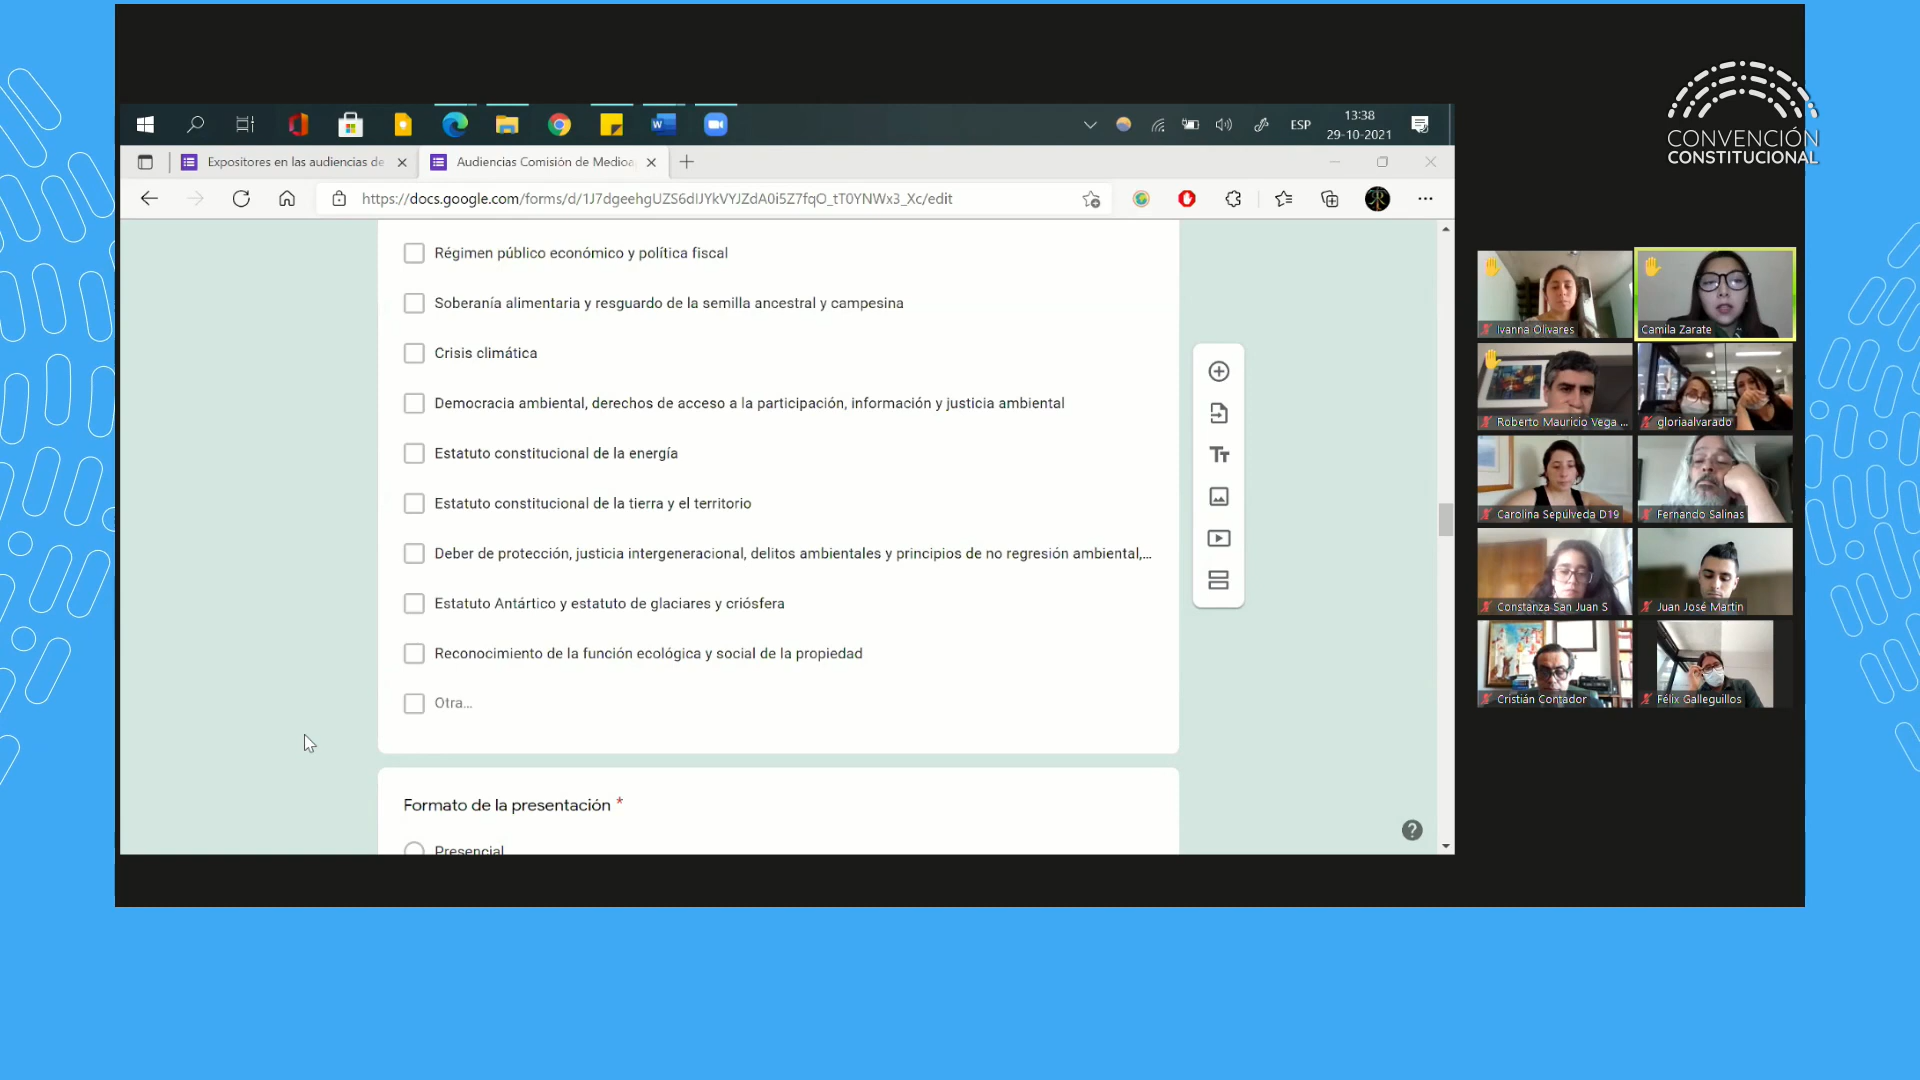 CONVENCIÓN
CONSTITUCIONAL
13:38
ESP
29-10-2021
Expositores en las audiencias de
Audiencias Comisión de Medioa
https://docs.google.com/forms/d/1J7dgeehgUZS6dIJYkVYJZdA0i5Z7fqO_tT0YNWx3_Xc/edit
Régimen público económico y política fiscal
Soberanía alimentaria y resguardo de la semilla ancestral y campesina
Crisis climática
Democracia ambiental, derechos de acceso a la participación, información y justicia ambiental
Estatuto constitucional de la energía
Estatuto constitucional de la tierra y el territorio
Deber de protección, justicia intergeneracional, delitos ambientales y principios de no regresión ambiental,...
Estatuto Antártico y estatuto de glaciares y criósfera
Reconocimiento de la función ecológica y social de la propiedad
Otra...
Formato de la presentación *
Presencial
Tт
Ivanna Olivares
Camila Zarate
Roberto Mauricio Vega ...
gloriaalvarado
Carolina Sepúlveda D19
Fernando Salinas
Constanza San Juan S
Juan José Martin
Cristián Contador
Félix Galleguillos